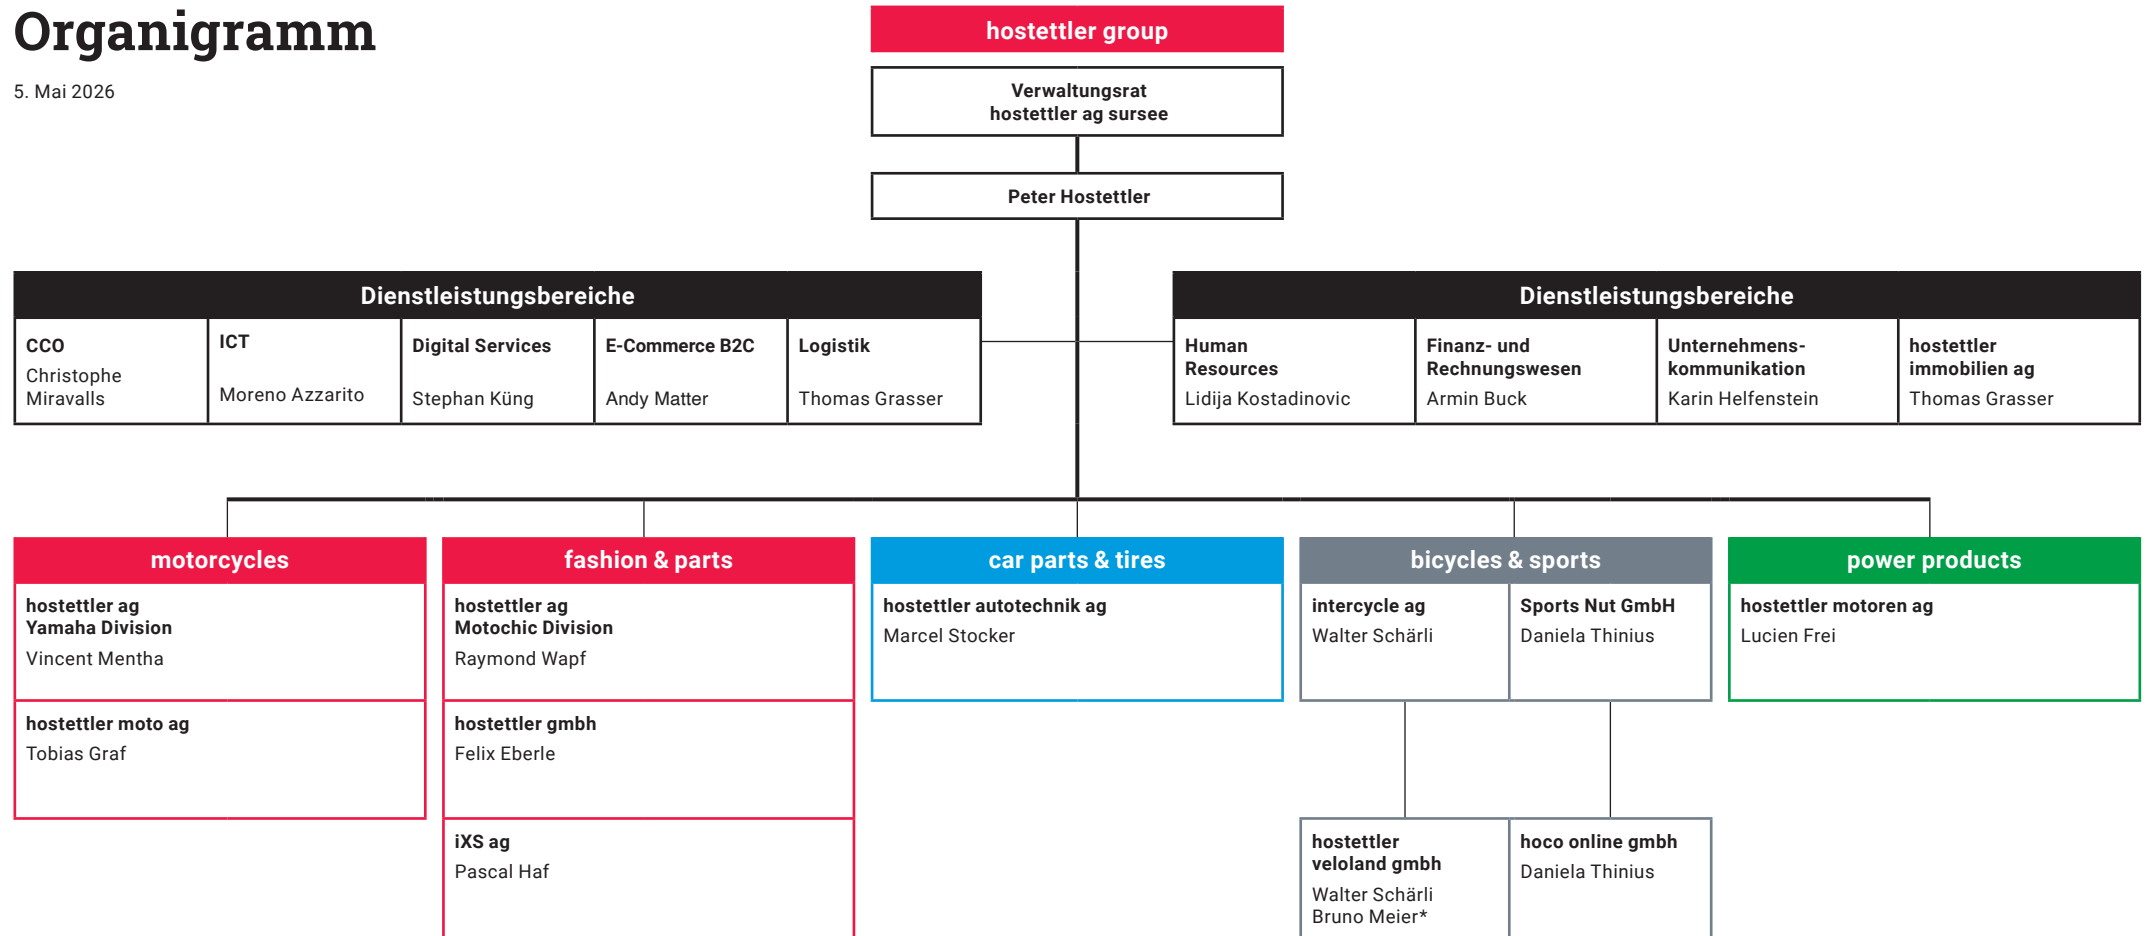 Organigramm
5. Mai 2026
hostettler group
Verwaltungsrat
hostettler ag sursee
Peter Hostettler
Dienstleistungsbereiche
CCO
Christophe
Miravalls
ICT
Moreno Azzarito
Digital Services
Stephan Küng
E-Commerce B2C
Andy Matter
Logistik
Thomas Grasser
Dienstleistungsbereiche
Human
Resources
Lidija Kostadinovic
Finanz- und
Rechnungswesen
Armin Buck
Unternehmens-
kommunikation
Karin Helfenstein
hostettler
immobilien ag
Thomas Grasser
motorcycles
hostettler ag
Yamaha Division
Vincent Mentha
hostettler moto ag
Tobias Graf
fashion & parts
hostettler ag
Motochic Division
Raymond Wapf
hostettler gmbh
Felix Eberle
iXS ag
Pascal Haf
car parts & tires
hostettler autotechnik ag
Marcel Stocker
bicycles & sports
intercycle ag
Walter Schärli
Sports Nut GmbH
Daniela Thinius
hostettler
veloland gmbh
Walter Schärli
Bruno Meier*
hoco online gmbh
Daniela Thinius
power products
hostettler motoren ag
Lucien Frei